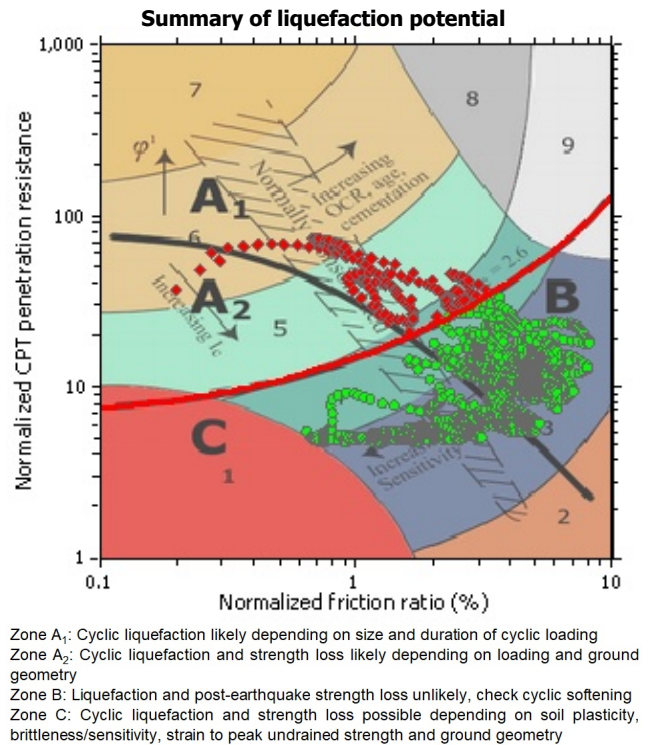 Summary of liquefaction potential
1,000
100
10
1
Normalized CPT penetration resistance
7
8
9
φ'
A1
Normally
Increasing
OCR, age,
cementation
6
A2
Increasing Ic
= 2.6
B
5
C
1
Increas
Sensitivity
3
2
0.1
1
10
Normalized friction ratio (%)
Zone A1: Cyclic liquefaction likely depending on size and duration of cyclic loading
Zone A2: Cyclic liquefaction and strength loss likely depending on loading and ground
geometry
Zone B: Liquefaction and post-earthquake strength loss unlikely, check cyclic softening
Zone C: Cyclic liquefaction and strength loss possible depending on soil plasticity,
brittleness/sensitivity, strain to peak undrained strength and ground geometry